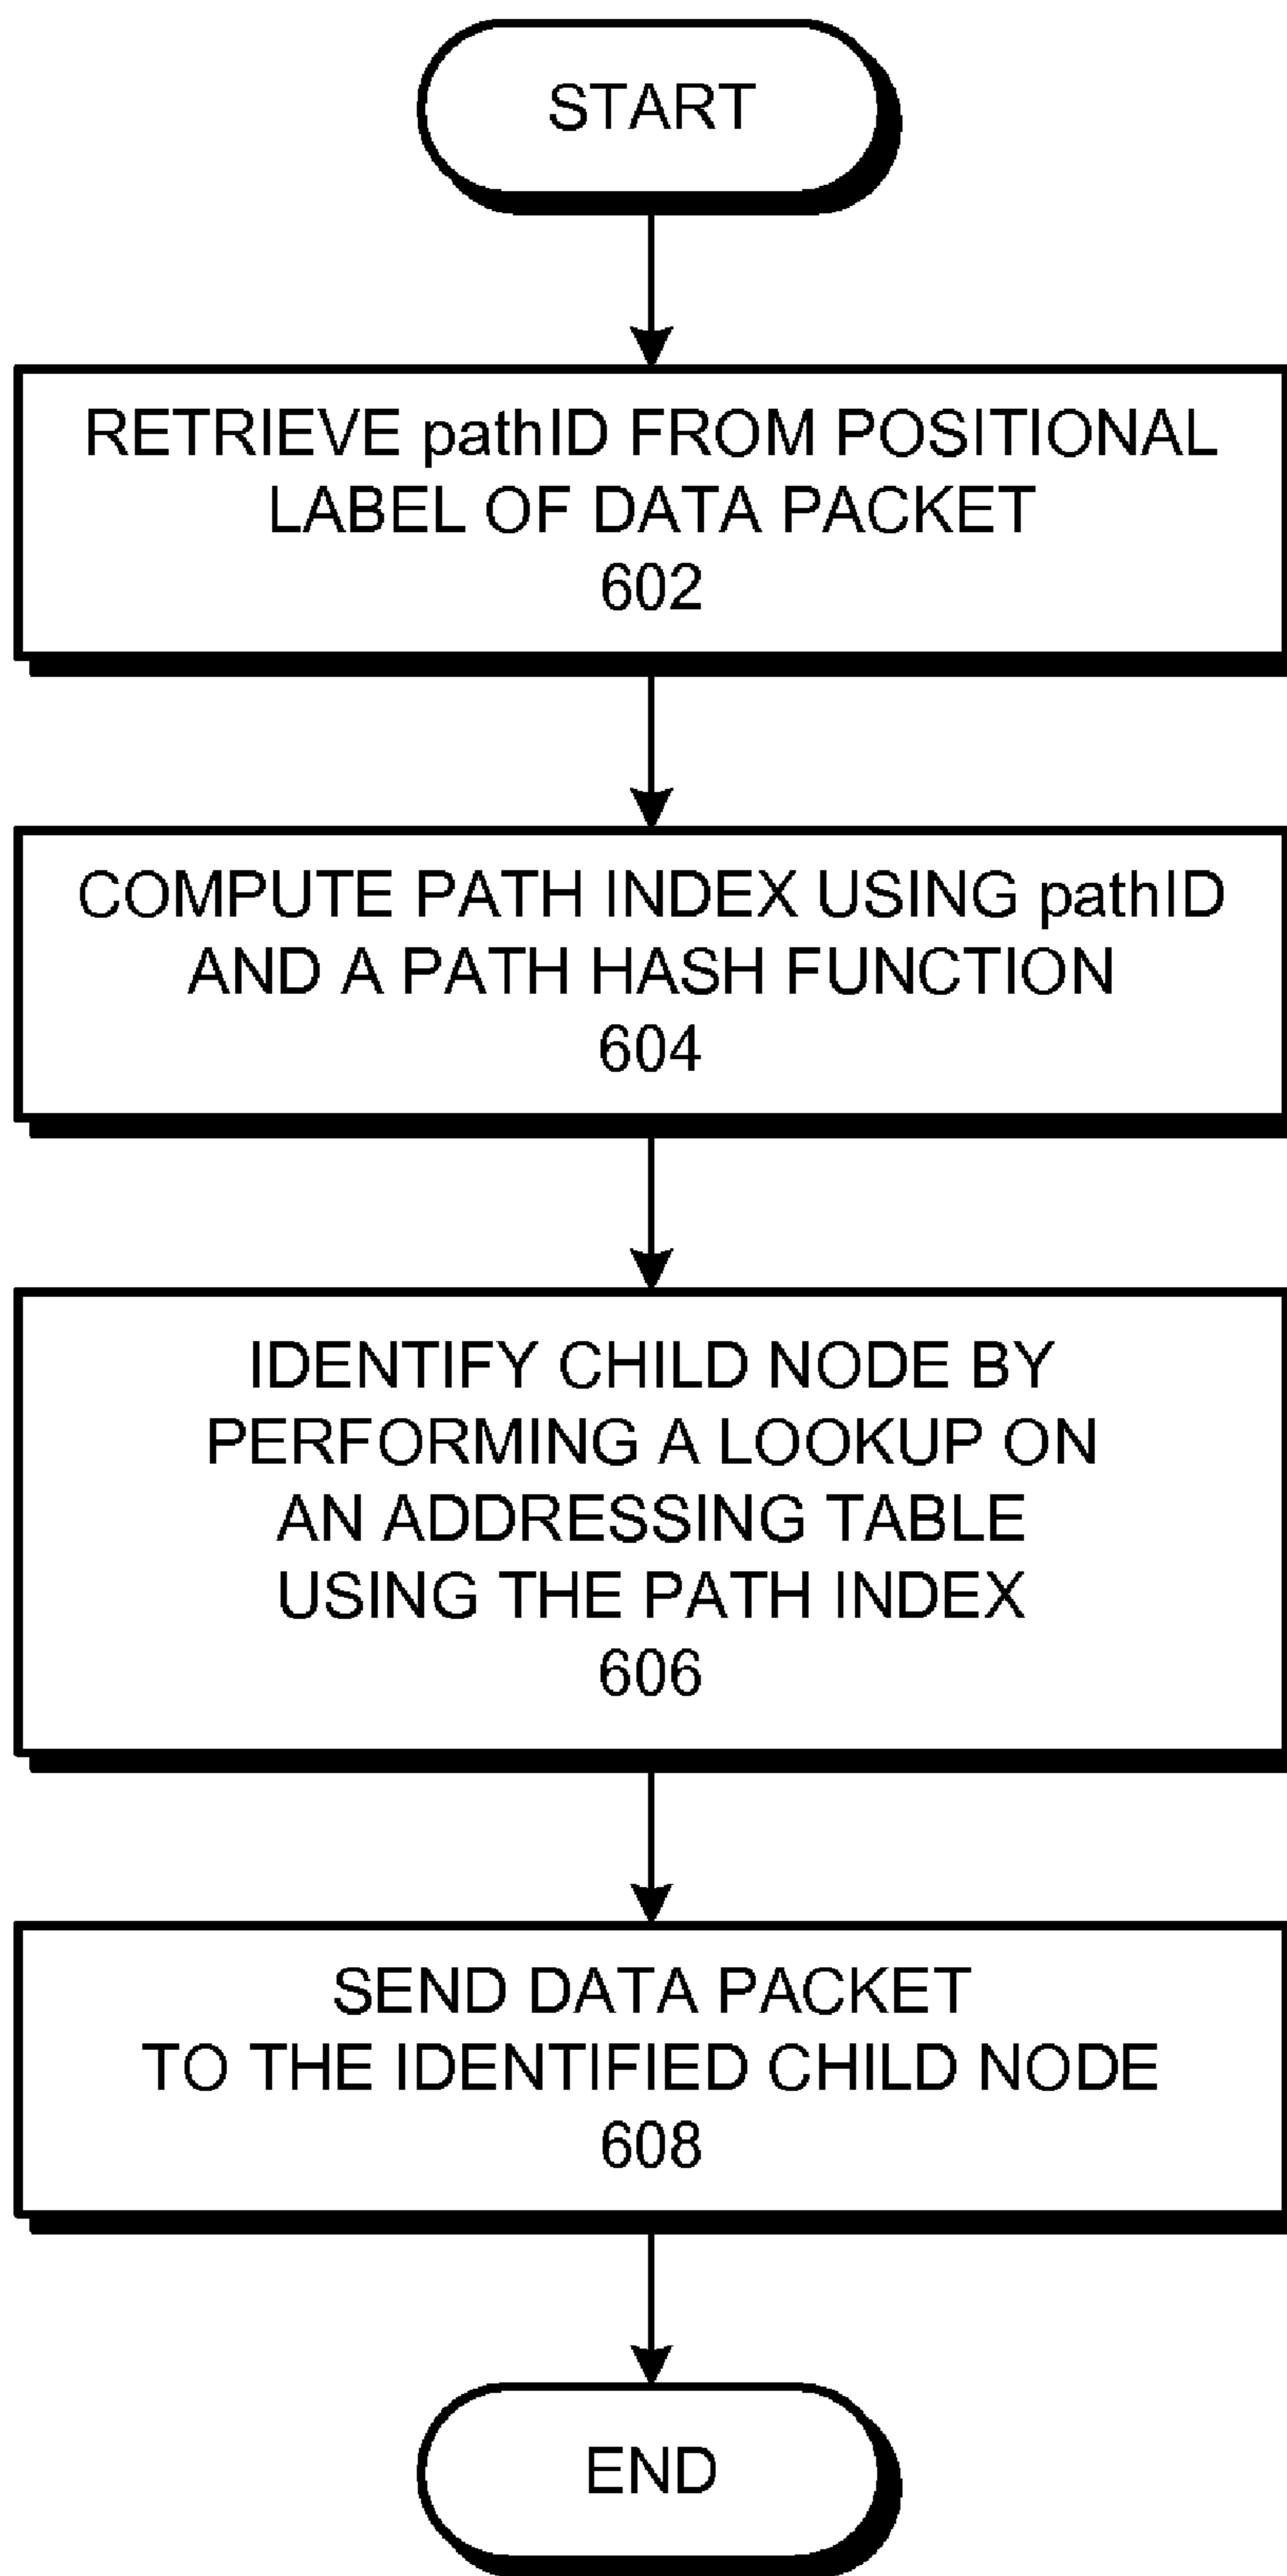 START
RETRIEVE pathID FROM POSITIONAL
LABEL OF DATA PACKET
602
COMPUTE PATH INDEX USING pathID
AND A PATH HASH FUNCTION
604
IDENTIFY CHILD NODE BY
PERFORMING A LOOKUP ON
AN ADDRESSING TABLE
USING THE PATH INDEX
606
SEND DATA PACKET
TO THE IDENTIFIED CHILD NODE
608
END